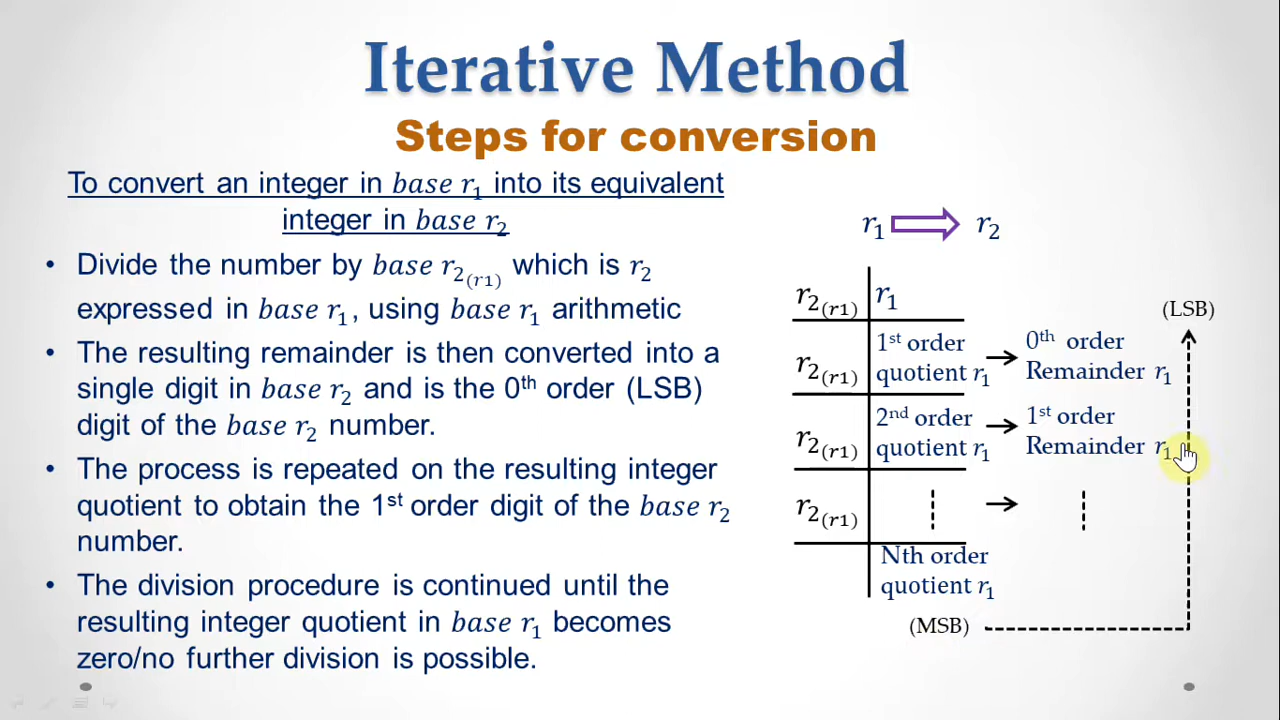 Iterative Method
Steps for conversion
To convert an integer in base r₁ into its equivalent
integer in base r₂
• Divide the number by base r₂₍ᵣ₁₎ which is r₂
expressed in base r₁, using base r₁ arithmetic
• The resulting remainder is then converted into a
single digit in base r₂ and is the 0ᵗʰ order (LSB)
digit of the base r₂ number.
• The process is repeated on the resulting integer
quotient to obtain the 1ˢᵗ order digit of the base r₂
number.
• The division procedure is continued until the
resulting integer quotient in base r₁ becomes
zero/no further division is possible.
r₁ r₂
r₂₍ᵣ₁₎ r₁
(LSB)
r₂₍ᵣ₁₎
1ˢᵗ order
quotient r₁
0ᵗʰ order
Remainder r₁
r₂₍ᵣ₁₎
2ⁿᵈ order
quotient r₁
1ˢᵗ order
Remainder r₁
r₂₍ᵣ₁₎
Nth order
quotient r₁
(MSB)